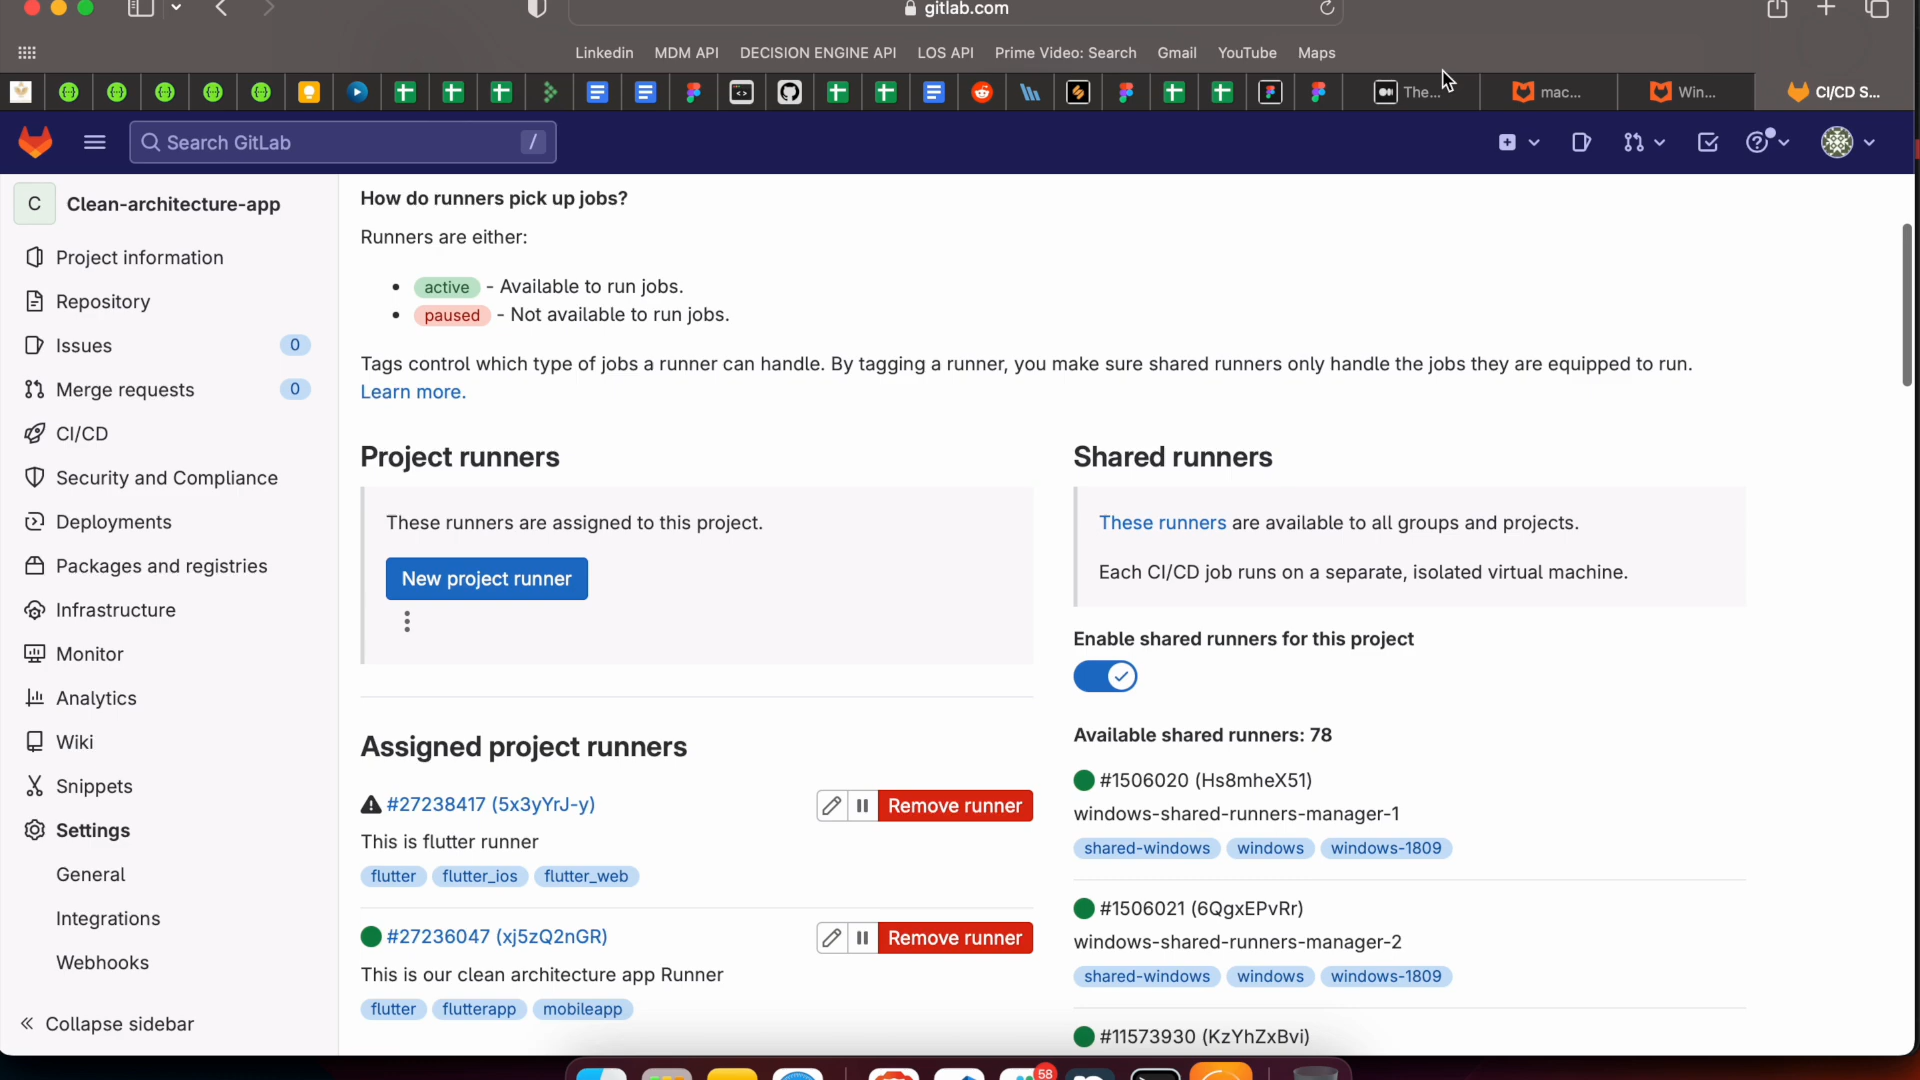 gitlab.com
Linkedin MDM API DECISION ENGINE API LOS API Prime Video: Search Gmail YouTube Maps
The... mac... Win... CI/CD S...
Search GitLab /
C Clean-architecture-app
Project information
Repository
Issues 0
Merge requests 0
CI/CD
Security and Compliance
Deployments
Packages and registries
Infrastructure
Monitor
Analytics
Wiki
Snippets
Settings
General
Integrations
Webhooks
Collapse sidebar
How do runners pick up jobs?
Runners are either:
active - Available to run jobs.
paused - Not available to run jobs.
Tags control which type of jobs a runner can handle. By tagging a runner, you make sure shared runners only handle the jobs they are equipped to run.
Learn more.
Project runners
These runners are assigned to this project.
New project runner
Assigned project runners
#27238417 (5x3yYrJ-y)
Remove runner
This is flutter runner
flutter flutter_ios flutter_web
#27236047 (xj5zQ2nGR)
Remove runner
This is our clean architecture app Runner
flutter flutterapp mobileapp
Shared runners
These runners are available to all groups and projects.
Each CI/CD job runs on a separate, isolated virtual machine.
Enable shared runners for this project
Available shared runners: 78
#1506020 (Hs8mheX51)
windows-shared-runners-manager-1
shared-windows windows windows-1809
#1506021 (6QgxEPvRr)
windows-shared-runners-manager-2
shared-windows windows windows-1809
#11573930 (KzYhZxBvi)
58